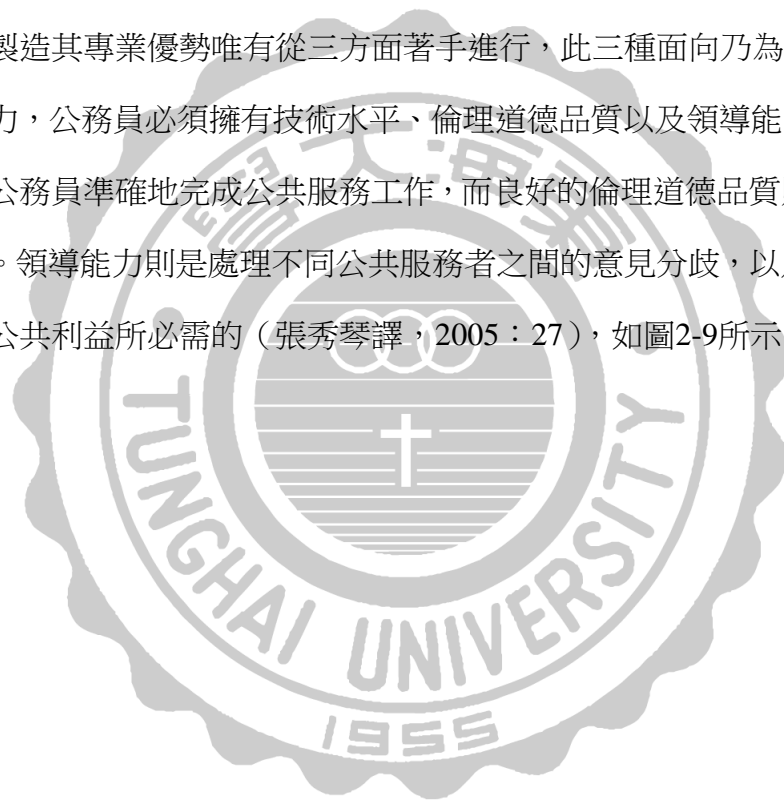 製造其專業優勢唯有從三方面著手進行，此三種面向乃為
力，公務員必須擁有技術水平、倫理道德品質以及領導能
公務員準確地完成公共服務工作，而良好的倫理道德品質
。領導能力則是處理不同公共服務者之間的意見分歧，以
公共利益所必需的（張秀琴譯，2005：27），如圖2-9所示
東海大學
TUNGHAI UNIVERSITY
1955